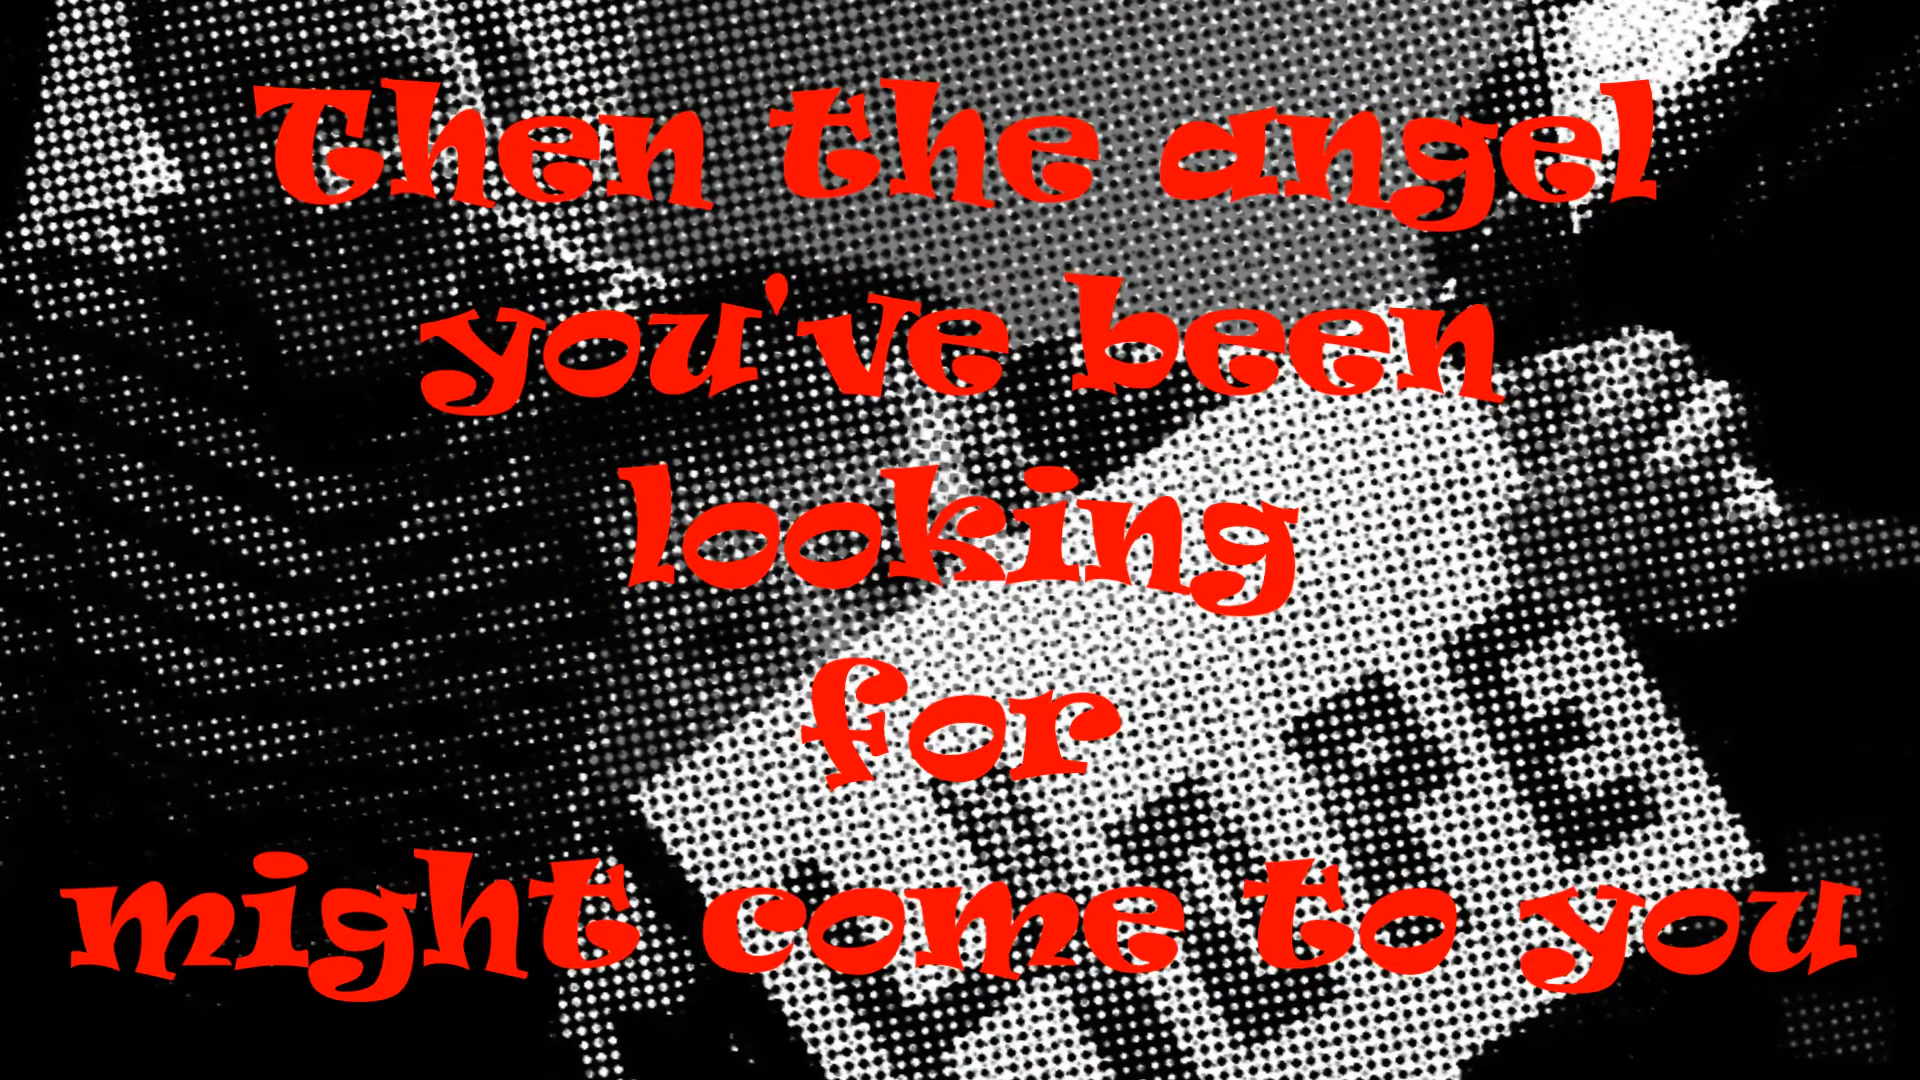 Then the angel
you've been
looking
for
might come to you